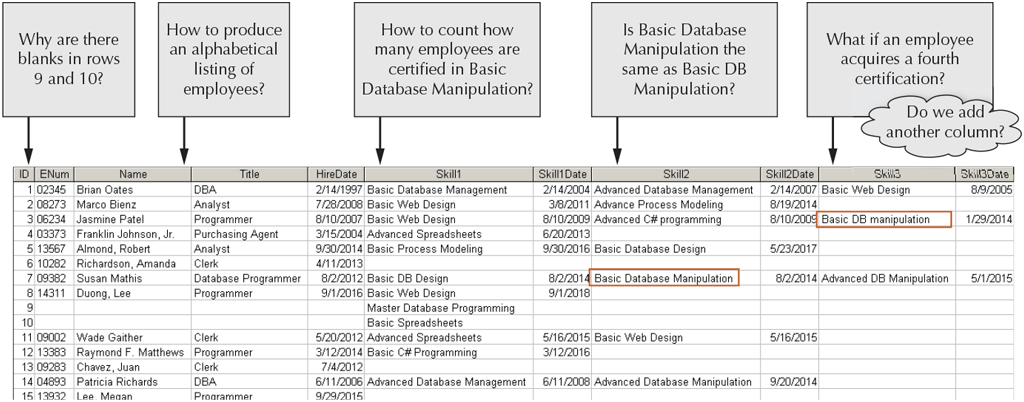 Why are there
blanks in rows
9 and 10?
How to produce
an alphabetical
listing of
employees?
How to count how
many employees are
certified in Basic
Database Manipulation?
Is Basic Database
Manipulation the
same as Basic DB
Manipulation?
What if an employee
acquires a fourth
certification?
Do we add
another column?
ID ENum Name Title HireDate Skill1 Skill1Date Skill2 Skill2Date Skill3 Skill3Date
1 02345 Brian Oates DBA 2/14/1997 Basic Database Management 2/14/2004 Advanced Database Management 2/14/2007 Basic Web Design 8/9/2005
2 08273 Marco Bienz Analyst 7/28/2008 Basic Web Design 3/8/2011 Advance Process Modeling 8/19/2014
3 06234 Jasmine Patel Programmer 8/10/2007 Basic Web Design 8/10/2009 Advanced C# programming 8/10/2009 Basic DB manipulation 1/29/2014
4 03373 Franklin Johnson, Jr. Purchasing Agent 3/15/2004 Advanced Spreadsheets 6/20/2013
5 13567 Almond, Robert Analyst 9/30/2014 Basic Process Modeling 9/30/2016 Basic Database Design 5/23/2017
6 10282 Richardson, Amanda Clerk 4/11/2013
7 09382 Susan Mathis Database Programmer 8/2/2012 Basic DB Design 8/2/2014 Basic Database Manipulation 8/2/2014 Advanced DB Manipulation 5/1/2015
8 14311 Duong, Lee Programmer 9/1/2016 Basic Web Design 9/1/2018
9 Master Database Programming
10 Basic Spreadsheets
11 09002 Wade Gaither Clerk 5/20/2012 Advanced Spreadsheets 5/16/2015 Basic Web Design 5/16/2015
12 13383 Raymond F. Matthews Programmer 3/12/2014 Basic C# Programming 3/12/2016
13 09283 Chavez, Juan Clerk 7/4/2012
14 04893 Patricia Richards DBA 6/11/2006 Advanced Database Management 6/11/2008 Advanced Database Manipulation 9/20/2014
15 13932 Lee, Megan Programmer 9/29/2015